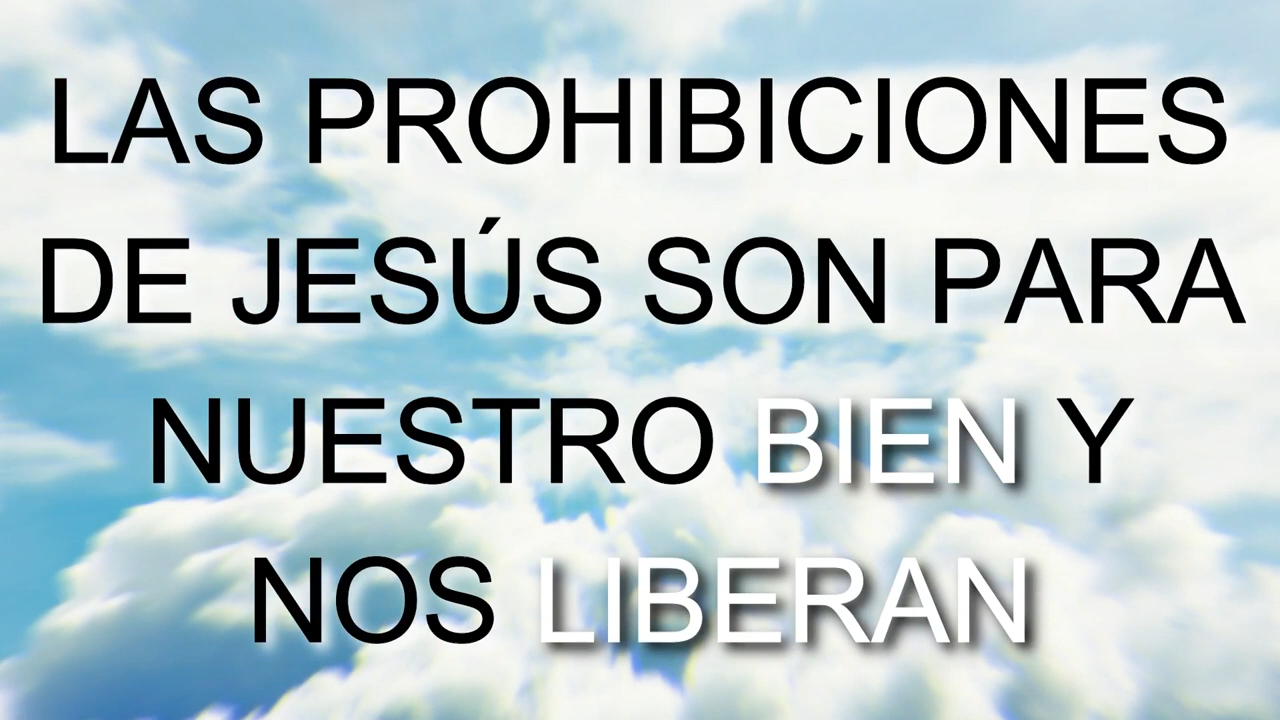 LAS PROHIBICIONES
DE JESÚS SON PARA
NUESTRO BIEN Y
NOS LIBERAN